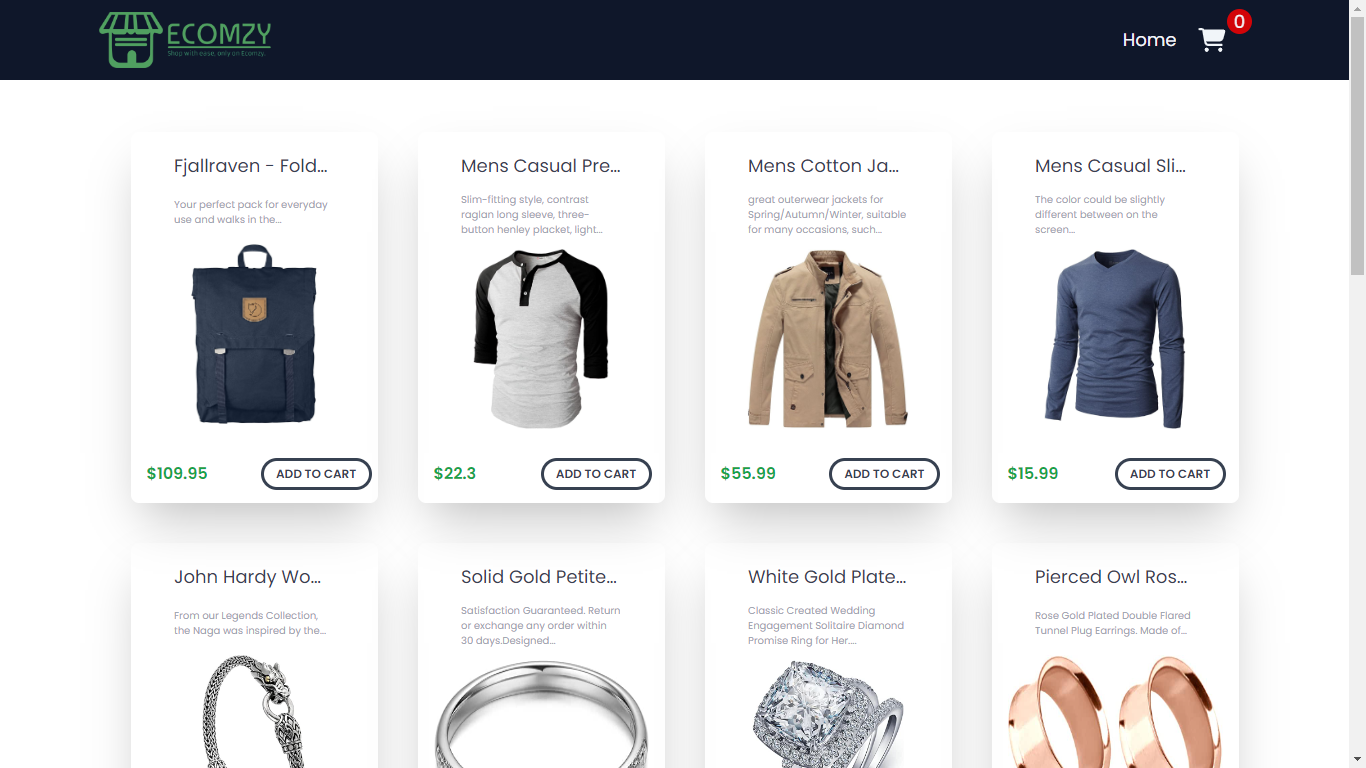 ECOMZY
Shop with ease, only on Ecomzy.
Home
0
Fjallraven - Fold...
Your perfect pack for everyday
use and walks in the...
$109.95
ADD TO CART
Mens Casual Pre...
Slim-fitting style, contrast
raglan long sleeve, three-
button henley placket, light...
$22.3
ADD TO CART
Mens Cotton Ja...
great outerwear jackets for
Spring/Autumn/Winter, suitable
for many occasions, such...
$55.99
ADD TO CART
Mens Casual Sli...
The color could be slightly
different between on the
screen...
$15.99
ADD TO CART
John Hardy Wo...
From our Legends Collection,
the Naga was inspired by the...
Solid Gold Petite...
Satisfaction Guaranteed. Return
or exchange any order within
30 days.Designed...
White Gold Plate...
Classic Created Wedding
Engagement Solitaire Diamond
Promise Ring for Her....
Pierced Owl Ros...
Rose Gold Plated Double Flared
Tunnel Plug Earrings. Made of...